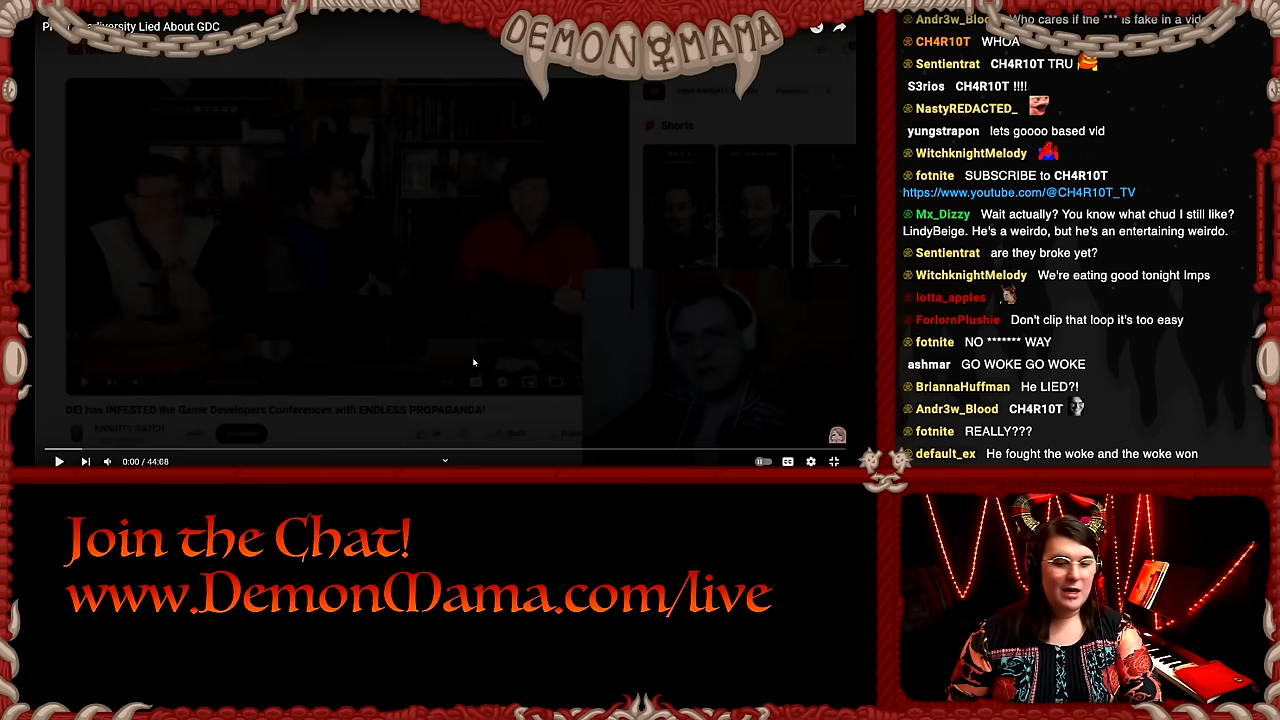 DEMON MAMA
diversity Lied About GDC
Shorts
DEI has INFESTED the Game Developers Conferences with ENDLESS PROPAGANDA!
KNIGHTS WATCH
0:00 / 44:08
Andr3w_Blood Who cares if the *** is fake in a
CH4R10T WHOA
Sentientrat CH4R10T TRU
S3rlos CH4R10T !!!!
NastyREDACTED_
yungstrapon lets goooo based vid
WitchknightMelody
fotnite SUBSCRIBE to CH4R10T
https://www.youtube.com/@CH4R10T_TV
Mx_Dizzy Wait actually? You know what chud I still like?
LindyBeige. He's a weirdo, but he's an entertaining weirdo.
Sentientrat are they broke yet?
WitchknightMelody We're eating good tonight Imps
lotta_apples
ForlornPlushie Don't clip that loop it's too easy
fotnite NO ******* WAY
ashmar GO WOKE GO WOKE
BriannaHuffman He LIED?!
Andr3w_Blood CH4R10T
fotnite REALLY???
default_ex He fought the woke and the woke won
Join the Chat!
www.DemonMama.com/live